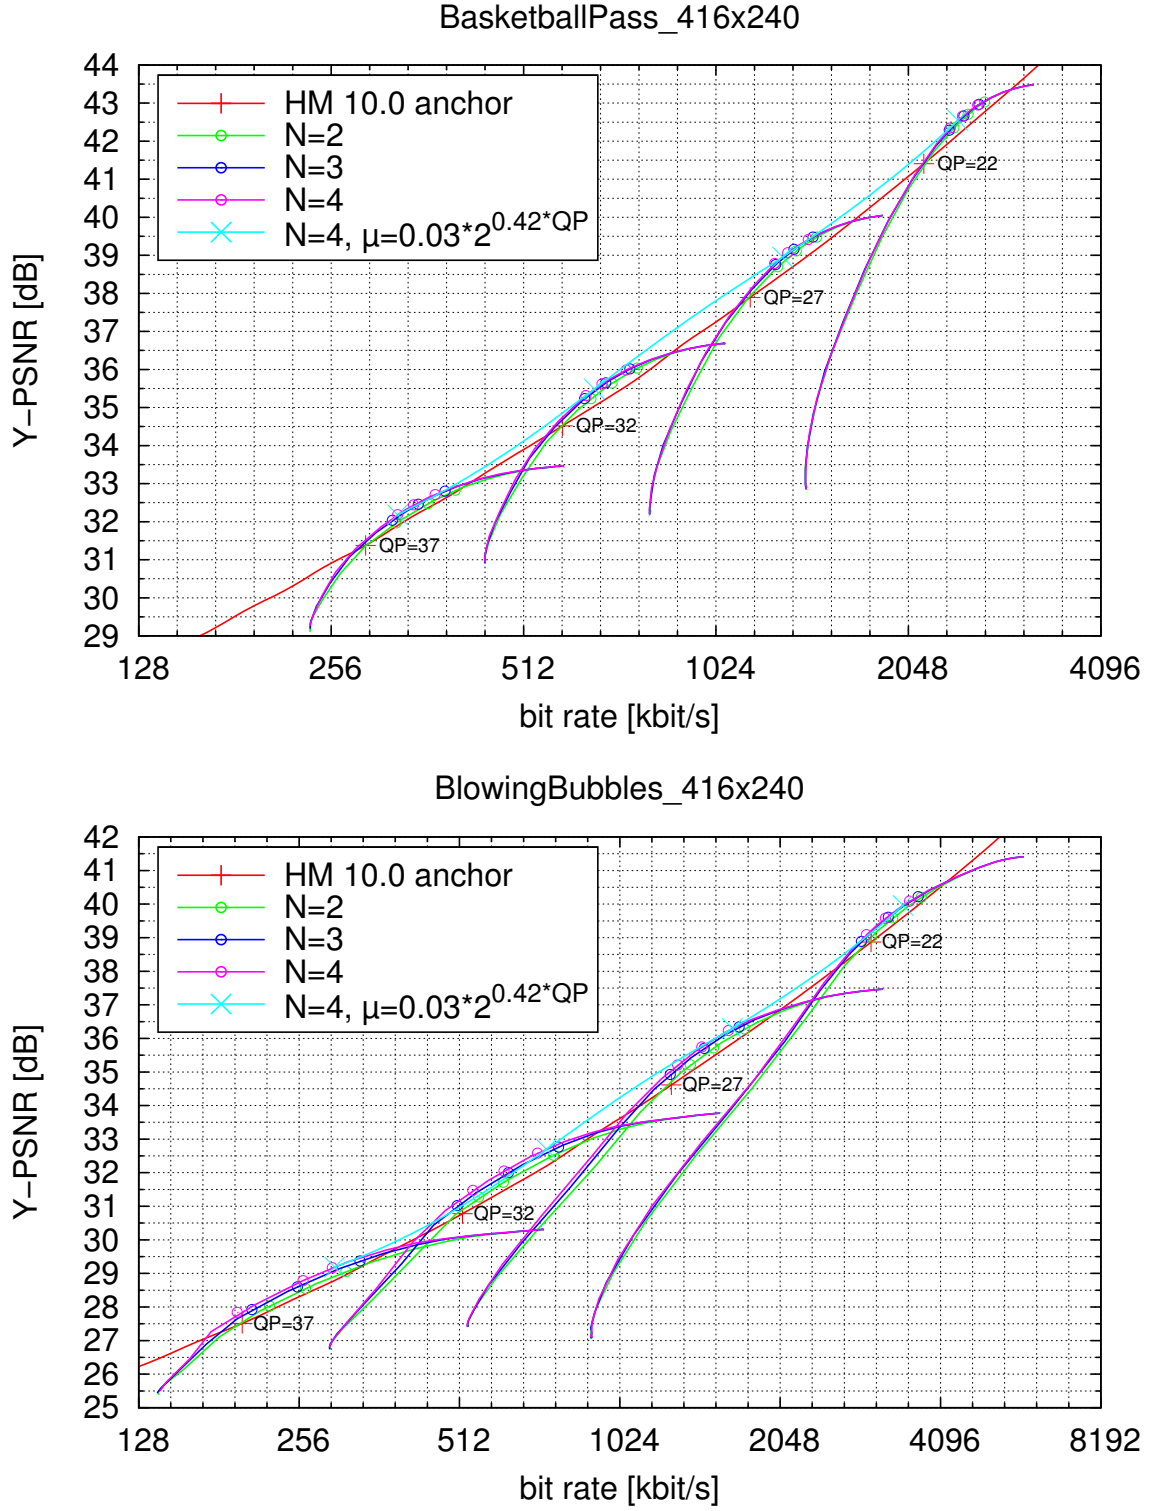 BasketballPass_416x240
44
43
42
41
40
39
38
37
36
35
34
33
32
31
30
29
Y−PSNR [dB]
HM 10.0 anchor
N=2
N=3
N=4
N=4, µ=0.03*2^0.42*QP
QP=22
QP=27
QP=32
QP=37
128 256 512 1024 2048 4096
bit rate [kbit/s]
BlowingBubbles_416x240
42
41
40
39
38
37
36
35
34
33
32
31
30
29
28
27
26
25
Y−PSNR [dB]
HM 10.0 anchor
N=2
N=3
N=4
N=4, µ=0.03*2^0.42*QP
QP=22
QP=27
QP=32
QP=37
128 256 512 1024 2048 4096 8192
bit rate [kbit/s]